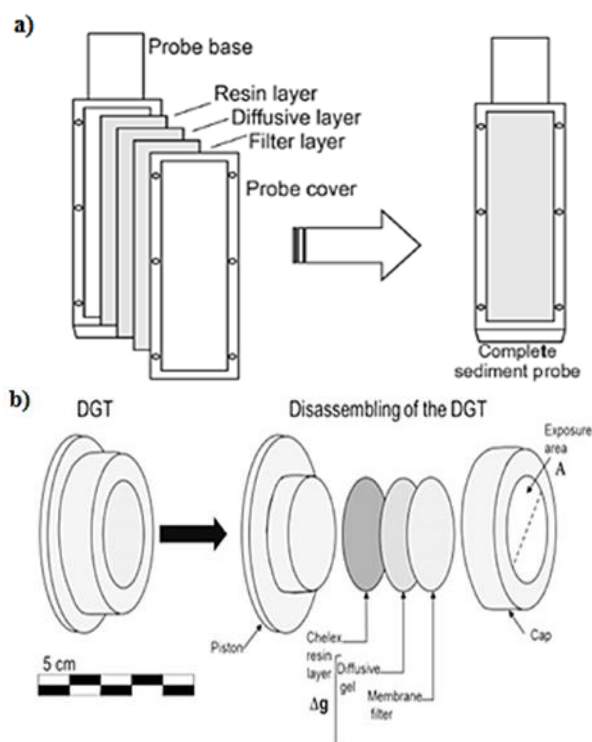 a)
Probe base
Resin layer
Diffusive layer
Filter layer
Probe cover
Complete
sediment probe
b)
DGT
Disassembling of the DGT
Exposure
area
A
Piston
Chelex
resin
layer
Δg
Diffusive
gel
Membrane
filter
Cap
5 cm